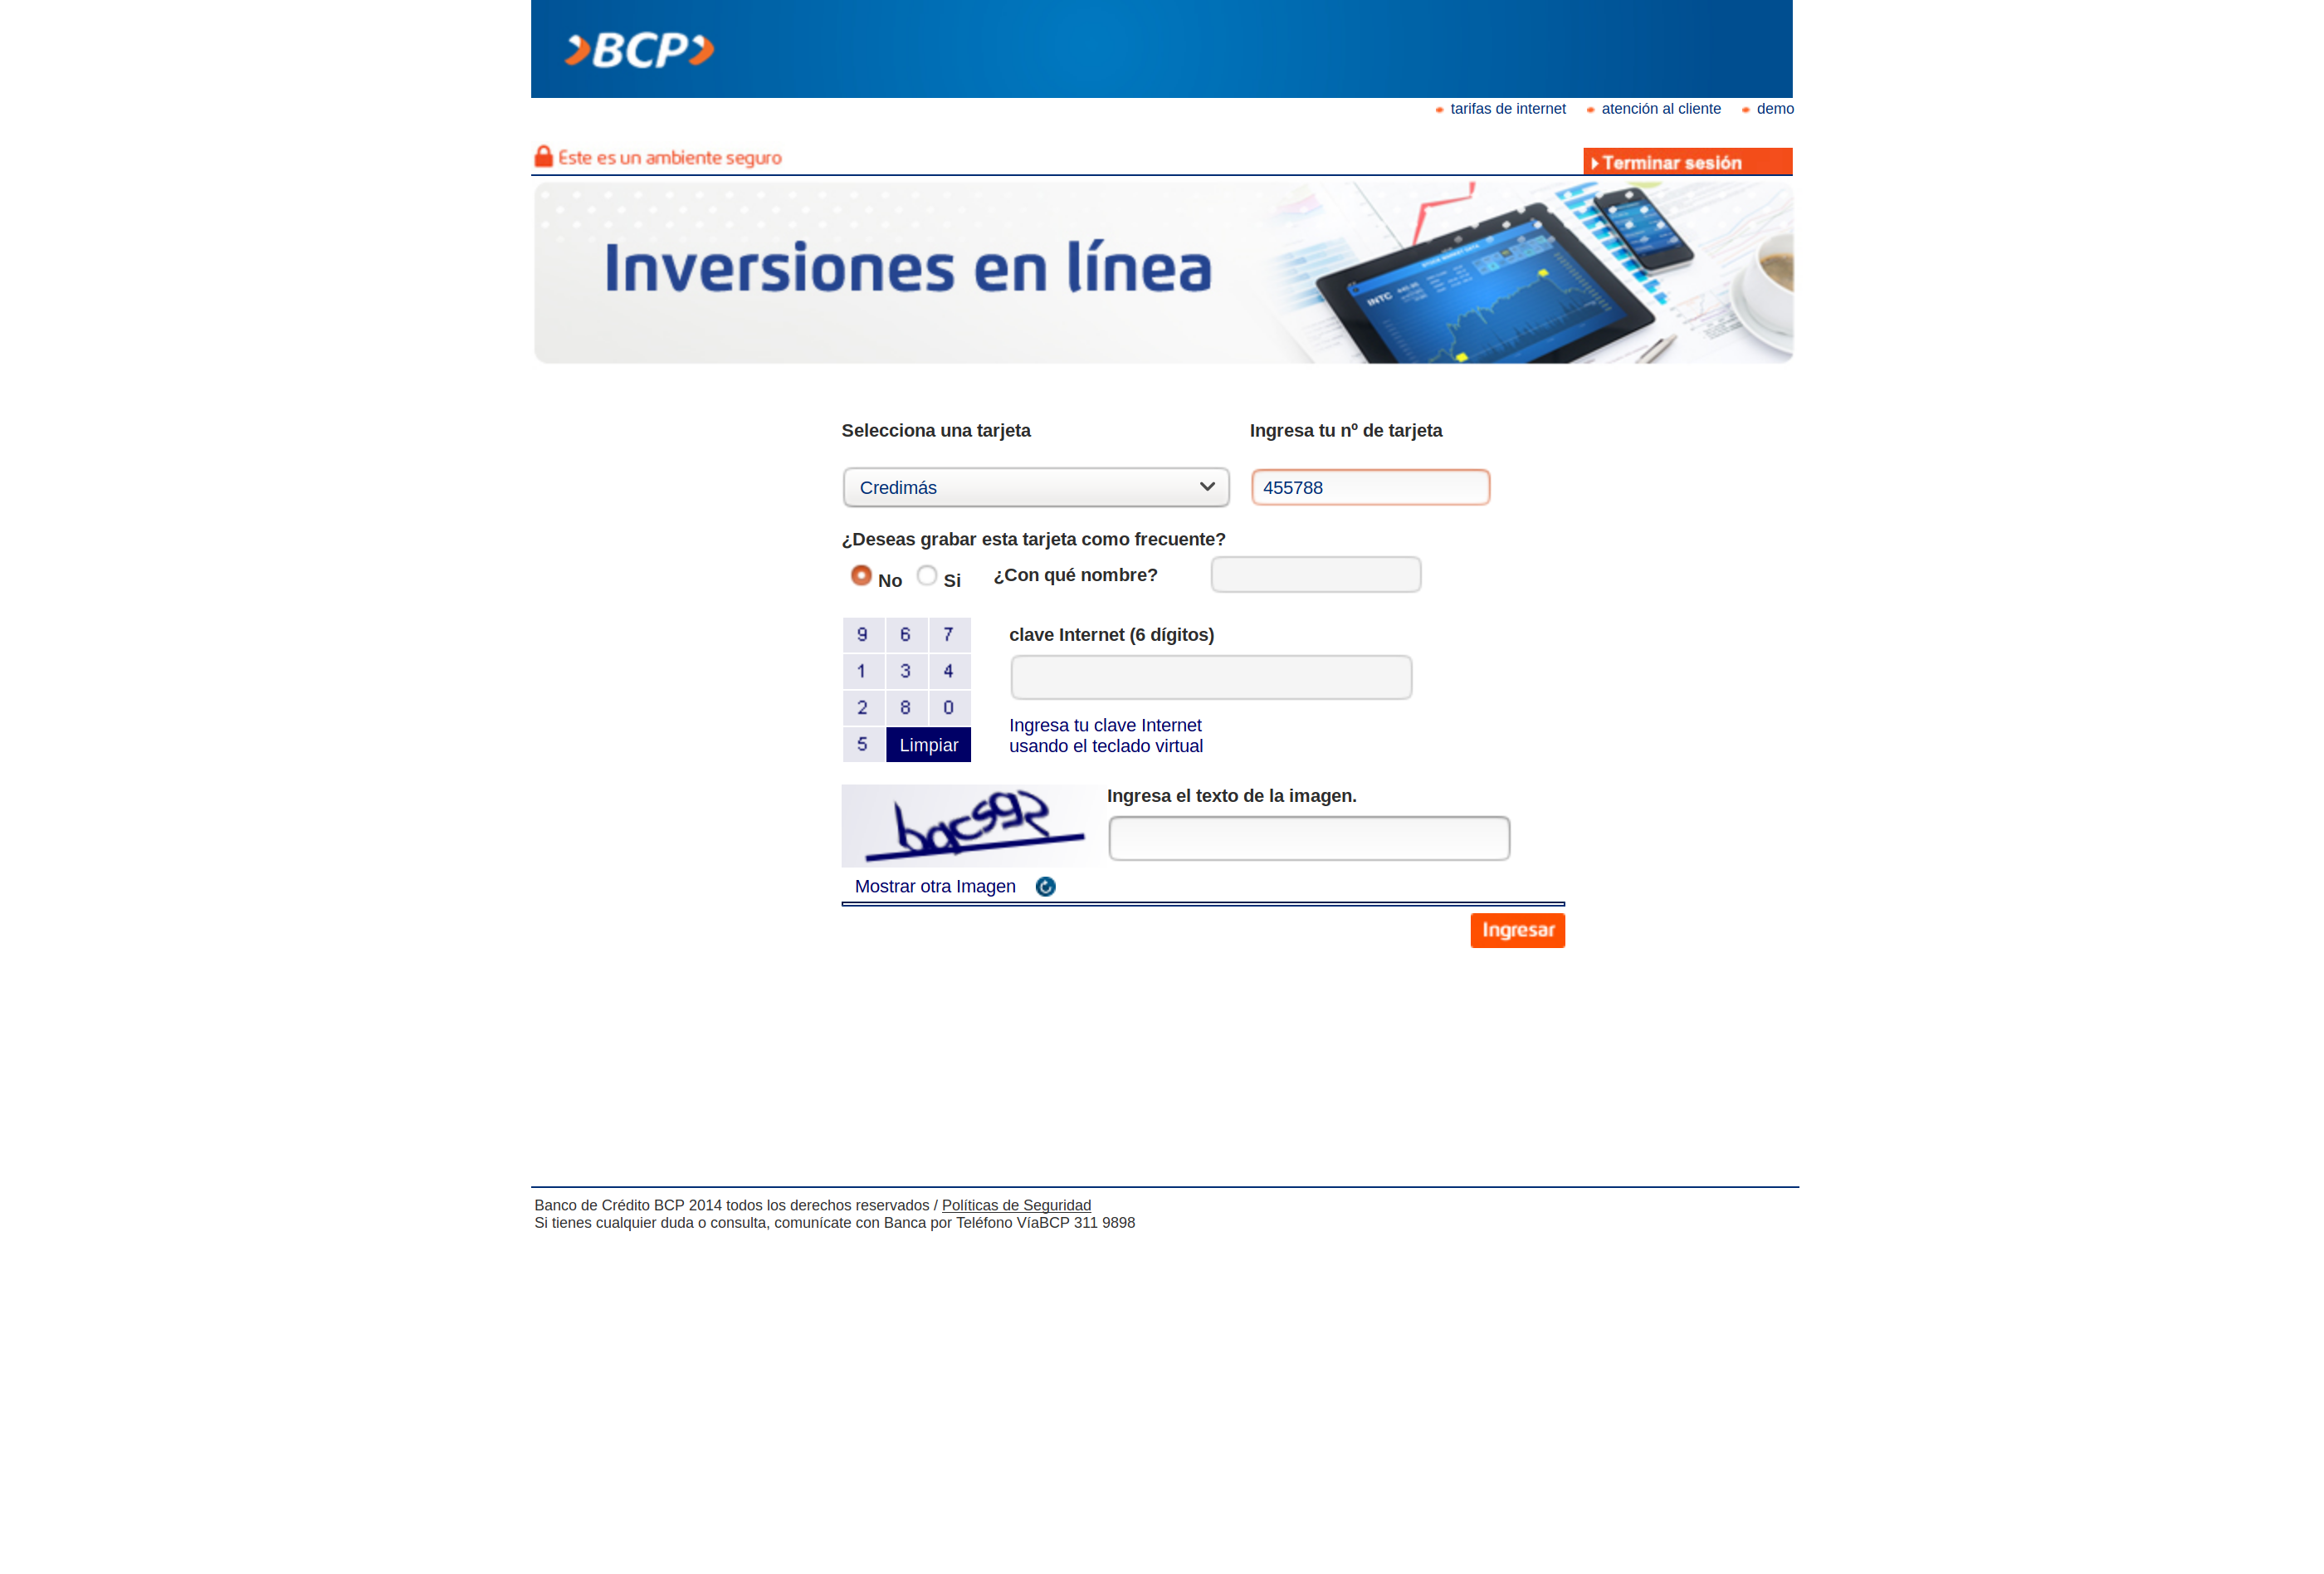 BCP
tarifas de internet atención al cliente demo
Este es un ambiente seguro
Terminar sesión
Inversiones en línea
STOCK MARKET DATA
INTC
Selecciona una tarjeta
Ingresa tu nº de tarjeta
Credimás
455788
¿Deseas grabar esta tarjeta como frecuente?
No Si ¿Con qué nombre?
9 6 7
1 3 4
2 8 0
5 Limpiar
clave Internet (6 dígitos)
Ingresa tu clave Internet
usando el teclado virtual
Ingresa el texto de la imagen.
Mostrar otra Imagen
Ingresar
Banco de Crédito BCP 2014 todos los derechos reservados / Políticas de Seguridad
Si tienes cualquier duda o consulta, comunícate con Banca por Teléfono VíaBCP 311 9898